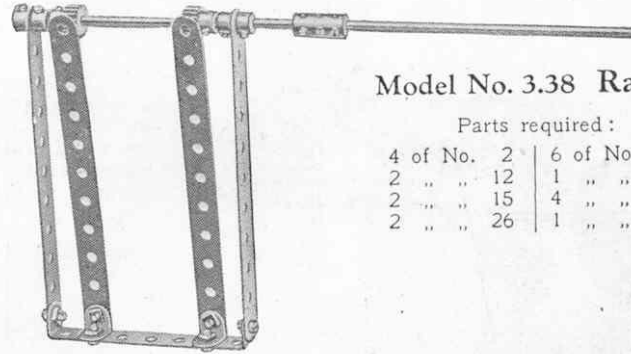 Model No. 3.38 Ra
Parts required :
4 of No. 2 | 6 of No
2 „ „ 12 | 1 „ „
2 „ „ 15 | 4 „ „
2 „ „ 26 | 1 „ „